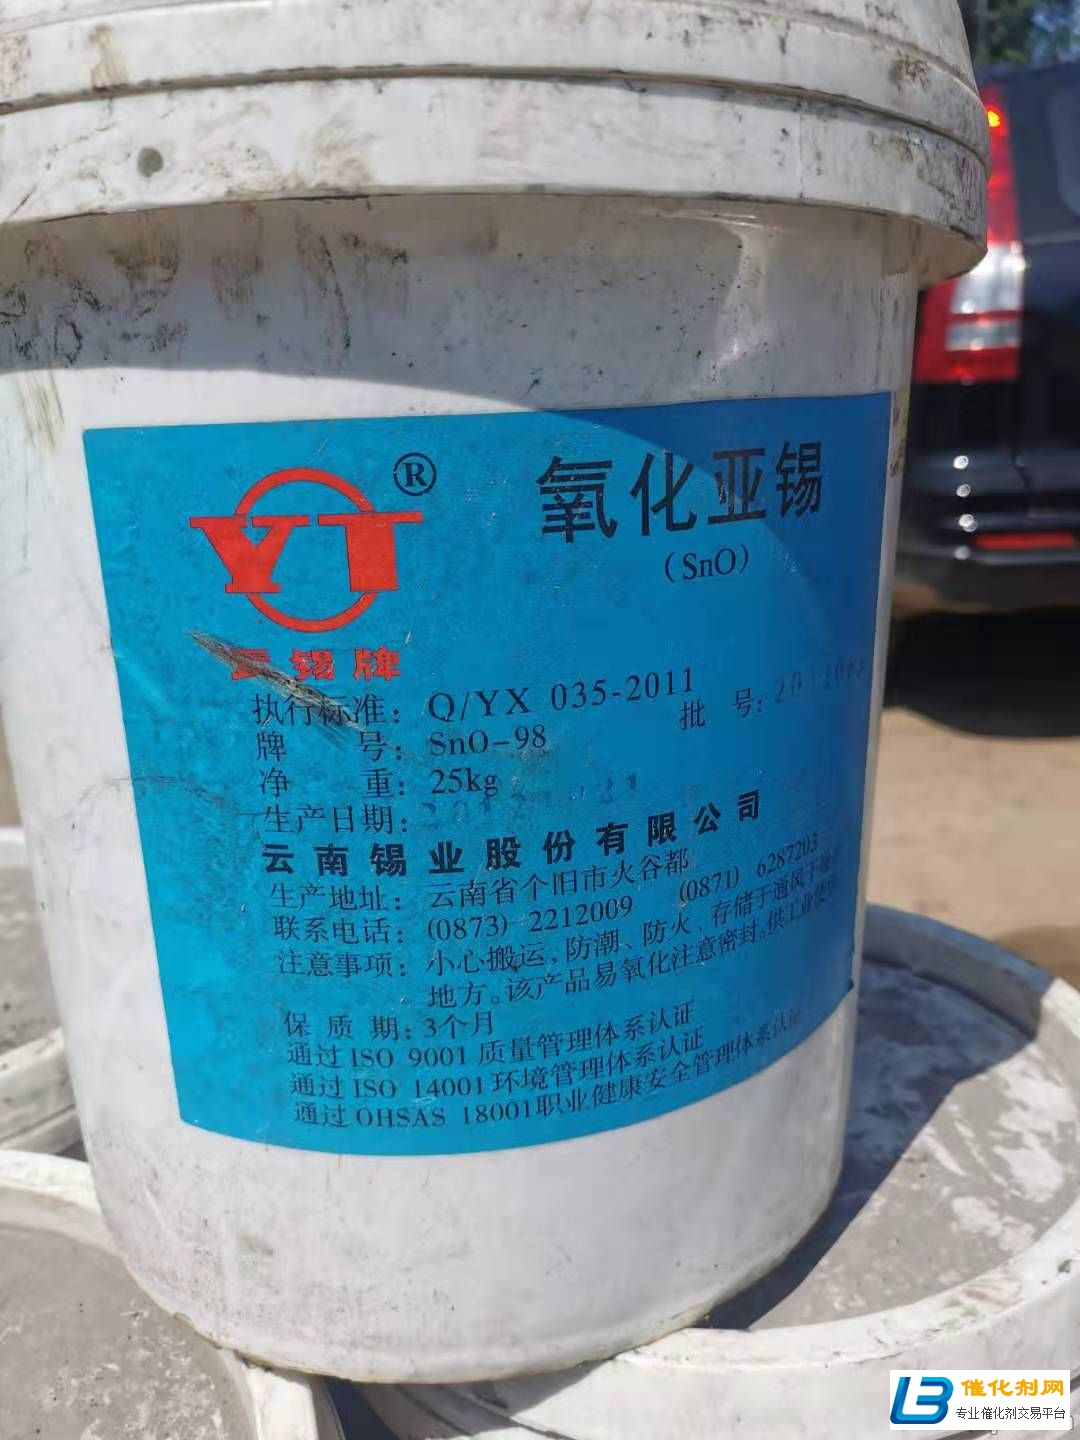 YT®
氧化亚锡
(SnO)
云锡牌
执行标准: Q/YX 035-2011
批 号:
牌 号: SnO-98
净 重: 25kg
生产日期:
云南锡业股份有限公司
生产地址: 云南省个旧市火谷都
联系电话: (0873) 2212009 (0871) 6287203
注意事项: 小心搬运,防潮、防火、存储于通风干燥
地方。该产品易氧化注意密封。供工业使用
保 质 期: 3个月
通过 ISO 9001 质量管理体系认证
通过 ISO 14001 环境管理体系认证
通过 OHSAS 18001 职业健康安全管理体系认证
催化剂网
专业催化剂交易平台